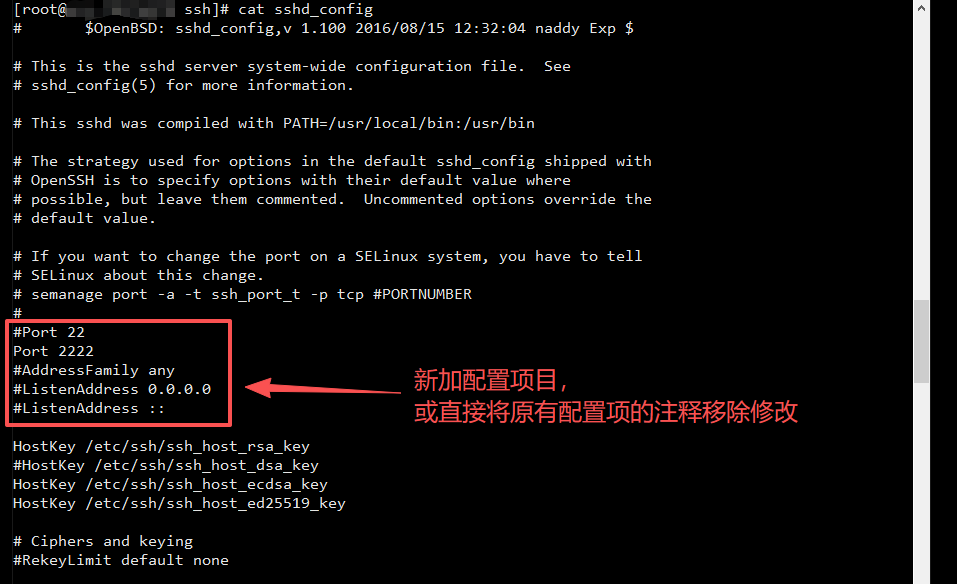 [root@ ssh]# cat sshd_config
#       $OpenBSD: sshd_config,v 1.100 2016/08/15 12:32:04 naddy Exp $
# This is the sshd server system-wide configuration file.  See
# sshd_config(5) for more information.
# This sshd was compiled with PATH=/usr/local/bin:/usr/bin
# The strategy used for options in the default sshd_config shipped with
# OpenSSH is to specify options with their default value where
# possible, but leave them commented.  Uncommented options override the
# default value.
# If you want to change the port on a SELinux system, you have to tell
# SELinux about this change.
# semanage port -a -t ssh_port_t -p tcp #PORTNUMBER
#
#Port 22
Port 2222
#AddressFamily any
#ListenAddress 0.0.0.0
#ListenAddress ::
新加配置项目，
或直接将原有配置项的注释移除修改
HostKey /etc/ssh/ssh_host_rsa_key
#HostKey /etc/ssh/ssh_host_dsa_key
HostKey /etc/ssh/ssh_host_ecdsa_key
HostKey /etc/ssh/ssh_host_ed25519_key
# Ciphers and keying
#RekeyLimit default none